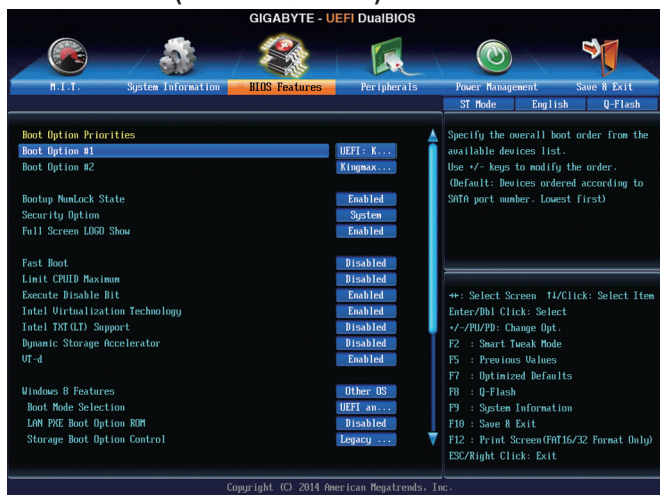 GIGABYTE - UEFI DualBIOS
M.I.T.
System Information
BIOS Features
Peripherals
Power Management
Save & Exit
ST Mode
English
Q-Flash
Boot Option Priorities
Boot Option #1 UEFI: K...
Boot Option #2 Kingmax...
Bootup NumLock State Enabled
Security Option System
Full Screen LOGO Show Enabled
Fast Boot Disabled
Limit CPUID Maximum Disabled
Execute Disable Bit Enabled
Intel Virtualization Technology Enabled
Intel TXT(LT) Support Disabled
Dynamic Storage Accelerator Disabled
VT-d Enabled
Windows 8 Features Other OS
Boot Mode Selection UEFI an...
LAN PXE Boot Option ROM Disabled
Storage Boot Option Control Legacy ...
Specify the overall boot order from the
available devices list.
Use +/- keys to modify the order.
(Default: Devices ordered according to
SATA port number. Lowest first)
↔: Select Screen ↑↓/Click: Select Item
Enter/Dbl Click: Select
+/-/PU/PD: Change Opt.
F2 : Smart Tweak Mode
F5 : Previous Values
F7 : Optimized Defaults
F8 : Q-Flash
F9 : System Information
F10 : Save & Exit
F12 : Print Screen(FAT16/32 Format Only)
ESC/Right Click: Exit
Copyright (C) 2014 American Megatrends, Inc.